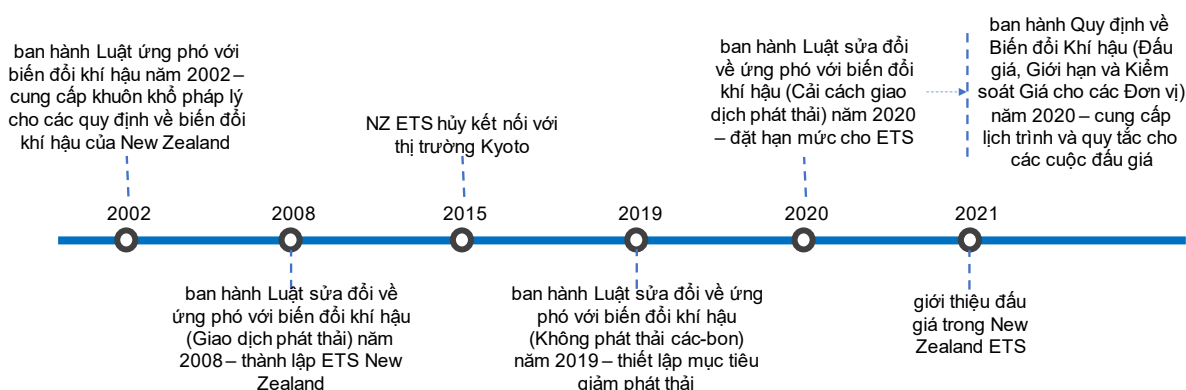 ban hành Luật ứng phó với
biến đổi khí hậu năm 2002 –
cung cấp khuôn khổ pháp lý
cho các quy định về biến đổi
khí hậu của New Zealand
NZ ETS hủy kết nối với
thị trường Kyoto
ban hành Luật sửa đổi
về ứng phó với biến đổi
khí hậu (Cải cách giao
dịch phát thải) năm 2020
– đặt hạn mức cho ETS
ban hành Quy định về
Biến đổi Khí hậu (Đấu
giá, Giới hạn và Kiểm
soát Giá cho các Đơn vị)
năm 2020 – cung cấp
lịch trình và quy tắc cho
các cuộc đấu giá
2002
2008
2015
2019
2020
2021
ban hành Luật sửa đổi về
ứng phó với biến đổi khí hậu
(Giao dịch phát thải) năm
2008 – thành lập ETS New
Zealand
ban hành Luật sửa đổi về ứng
phó với biến đổi khí hậu
(Không phát thải các-bon)
năm 2019 – thiết lập mục tiêu
giảm phát thải
giới thiệu đấu
giá trong New
Zealand ETS